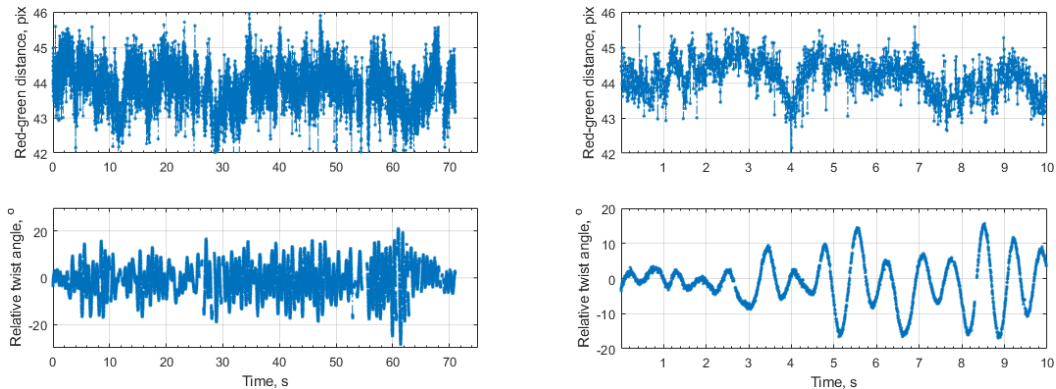 Red-green distance, pix
46
45
44
43
42
0 10 20 30 40 50 60 70
Relative twist angle, °
20
0
-20
0 10 20 30 40 50 60 70
Time, s
Red-green distance, pix
46
45
44
43
42
1 2 3 4 5 6 7 8 9 10
Relative twist angle, °
20
10
0
-10
-20
1 2 3 4 5 6 7 8 9 10
Time, s